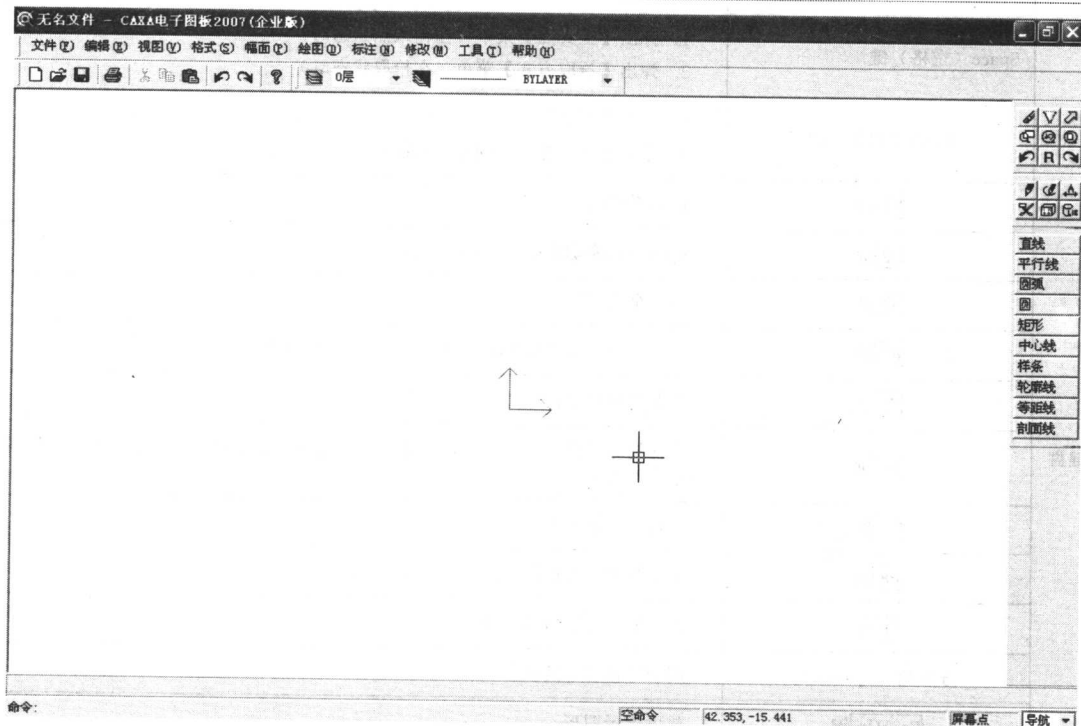 无名文件 - CAXA电子图板2007(企业版)
文件(F) 编辑(E) 视图(V) 格式(S) 幅面(P) 绘图(D) 标注(N) 修改(M) 工具(T) 帮助(H)
0层 BYLAYER
R
直线
平行线
圆弧
圆
矩形
中心线
样条
轮廓线
等距线
剖面线
命令:
空命令 42.353,-15.441 屏幕点 导航